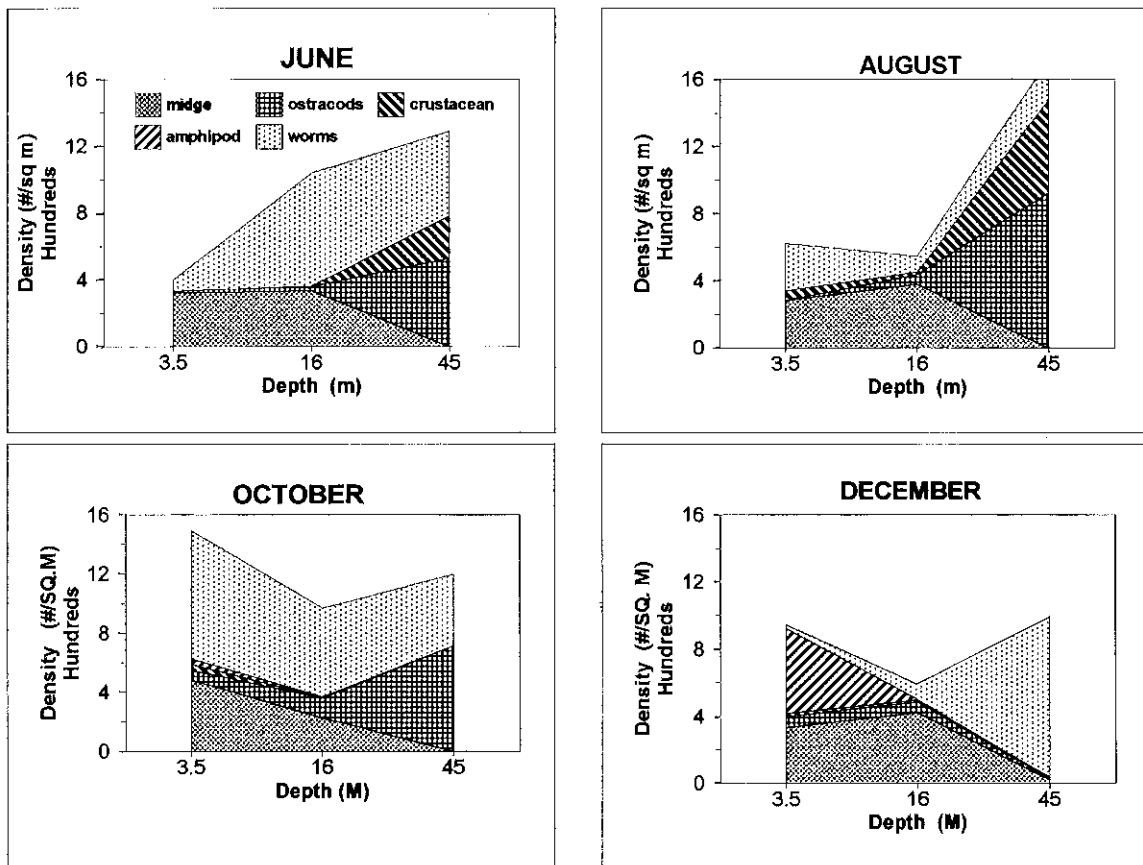 JUNE
16
midge ostracods crustacean
amphipod worms
12
8
4
0
Density (#/sq m)
Hundreds
3.5 16 45
Depth (m)
AUGUST
16
12
8
4
0
Density (#/sq m)
Hundreds
3.5 16 45
Depth (m)
OCTOBER
16
12
8
4
0
Density (#/SQ.M)
Hundreds
3.5 16 45
Depth (M)
DECEMBER
16
12
8
4
0
Density (#/SQ. M)
Hundreds
3.5 16 45
Depth (M)